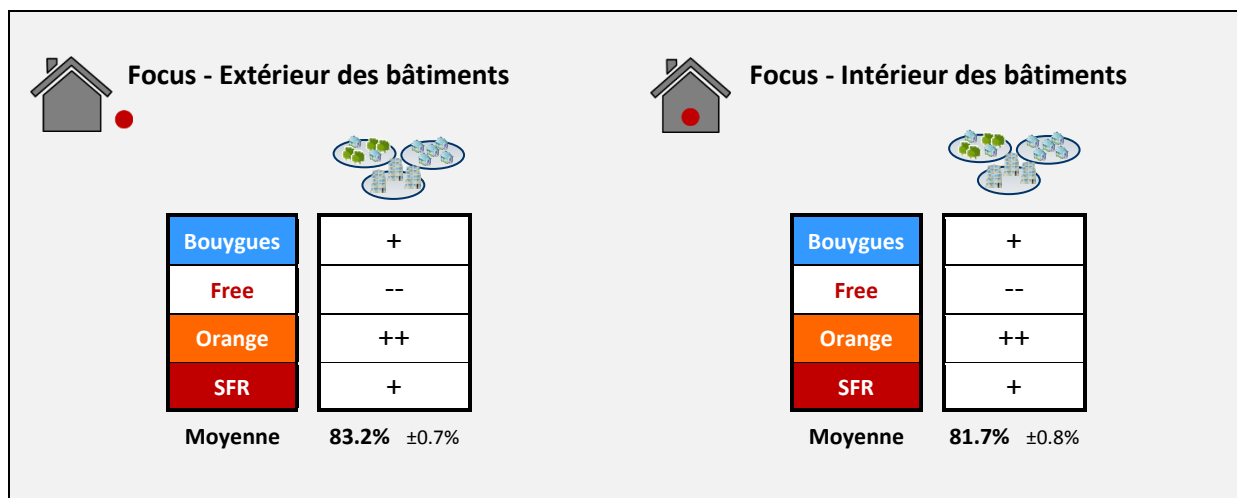 Focus - Extérieur des bâtiments
Bouygues +
Free --
Orange ++
SFR +
Moyenne 83.2% ±0.7%
Focus - Intérieur des bâtiments
Bouygues +
Free --
Orange ++
SFR +
Moyenne 81.7% ±0.8%